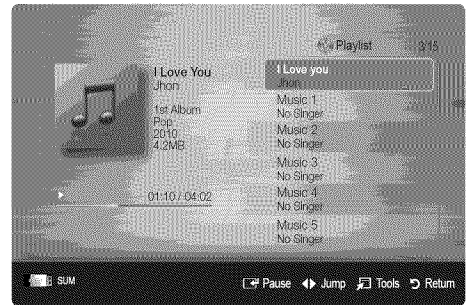 Playlist 3/15
I Love You
Jhon
1st Album
Pop
2010
4.2MB
01:10 / 04:02
I Love you
Jhon
Music 1
No Singer
Music 2
No Singer
Music 3
No Singer
Music 4
No Singer
Music 5
No Singer
SUM
Pause Jump Tools Return